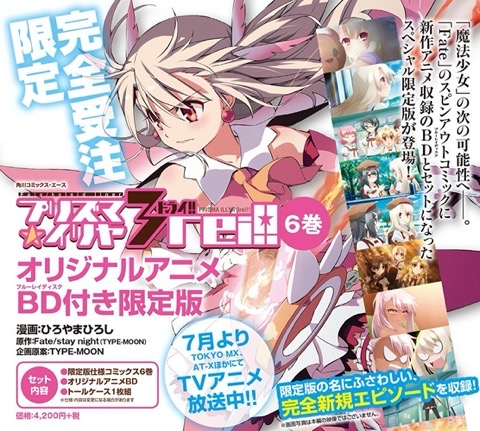 完全受注
限定
「魔法少女」の次の可能性へ――。
「Fate」のスピンアウトコミックに
新作アニメ収録のBDとセットになった
ディスク
スペシャル限定版が登場!
角川コミックス・エース
プリズマ☆イリヤ
ドライ!!
3rei!!
PRISMA☆ILLYA 3rei!!
6巻
オリジナルアニメ
ブルーレイディスク
BD付き限定版
漫画:ひろやまひろし
原作:Fate/stay night(TYPE-MOON)
企画原案:TYPE-MOON
セット
内容
●限定版仕様コミックス6巻
●オリジナルアニメBD
●トールケース1枚組
※仕様・内容は変更になる場合があります
価格:4,200円+税
7月より
TOKYO MX、
AT-Xほかにて
TVアニメ
放送中!!
限定版の名にふさわしい、
完全新規エピソードを収録!
※画面写真は本編の映像ではございません。